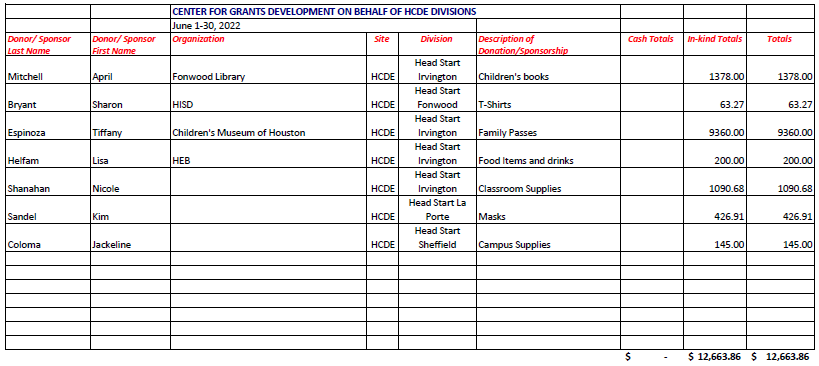 CENTER FOR GRANTS DEVELOPMENT ON BEHALF OF HCDE DIVISIONS
June 1-30, 2022
Donor/ Sponsor Last Name Donor/ Sponsor First Name Organization Site Division Description of Donation/Sponsorship Cash Totals In-kind Totals Totals
Mitchell April Fonwood Library HCDE Head Start Irvington Children's books 1378.00 1378.00
Bryant Sharon HISD HCDE Head Start Fonwood T-Shirts 63.27 63.27
Espinoza Tiffany Children's Museum of Houston HCDE Head Start Irvington Family Passes 9360.00 9360.00
Helfam Lisa HEB HCDE Head Start Irvington Food Items and drinks 200.00 200.00
Shanahan Nicole HCDE Head Start Irvington Classroom Supplies 1090.68 1090.68
Sandel Kim HCDE Head Start La Porte Masks 426.91 426.91
Coloma Jackeline HCDE Head Start Sheffield Campus Supplies 145.00 145.00
$ - $ 12,663.86 $ 12,663.86